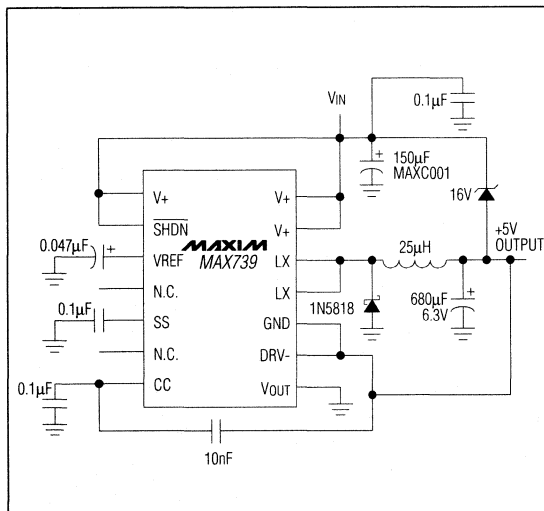 VIN
0.1µF
150µF
MAXC001
16V
V+
V+
S̅H̅D̅N̅
V+
MAXIM
MAX739
0.047µF
VREF
LX
25µH
+5V
OUTPUT
N.C.
LX
0.1µF
SS
GND
1N5818
680µF
6.3V
N.C.
DRV-
0.1µF
CC
VOUT
10nF